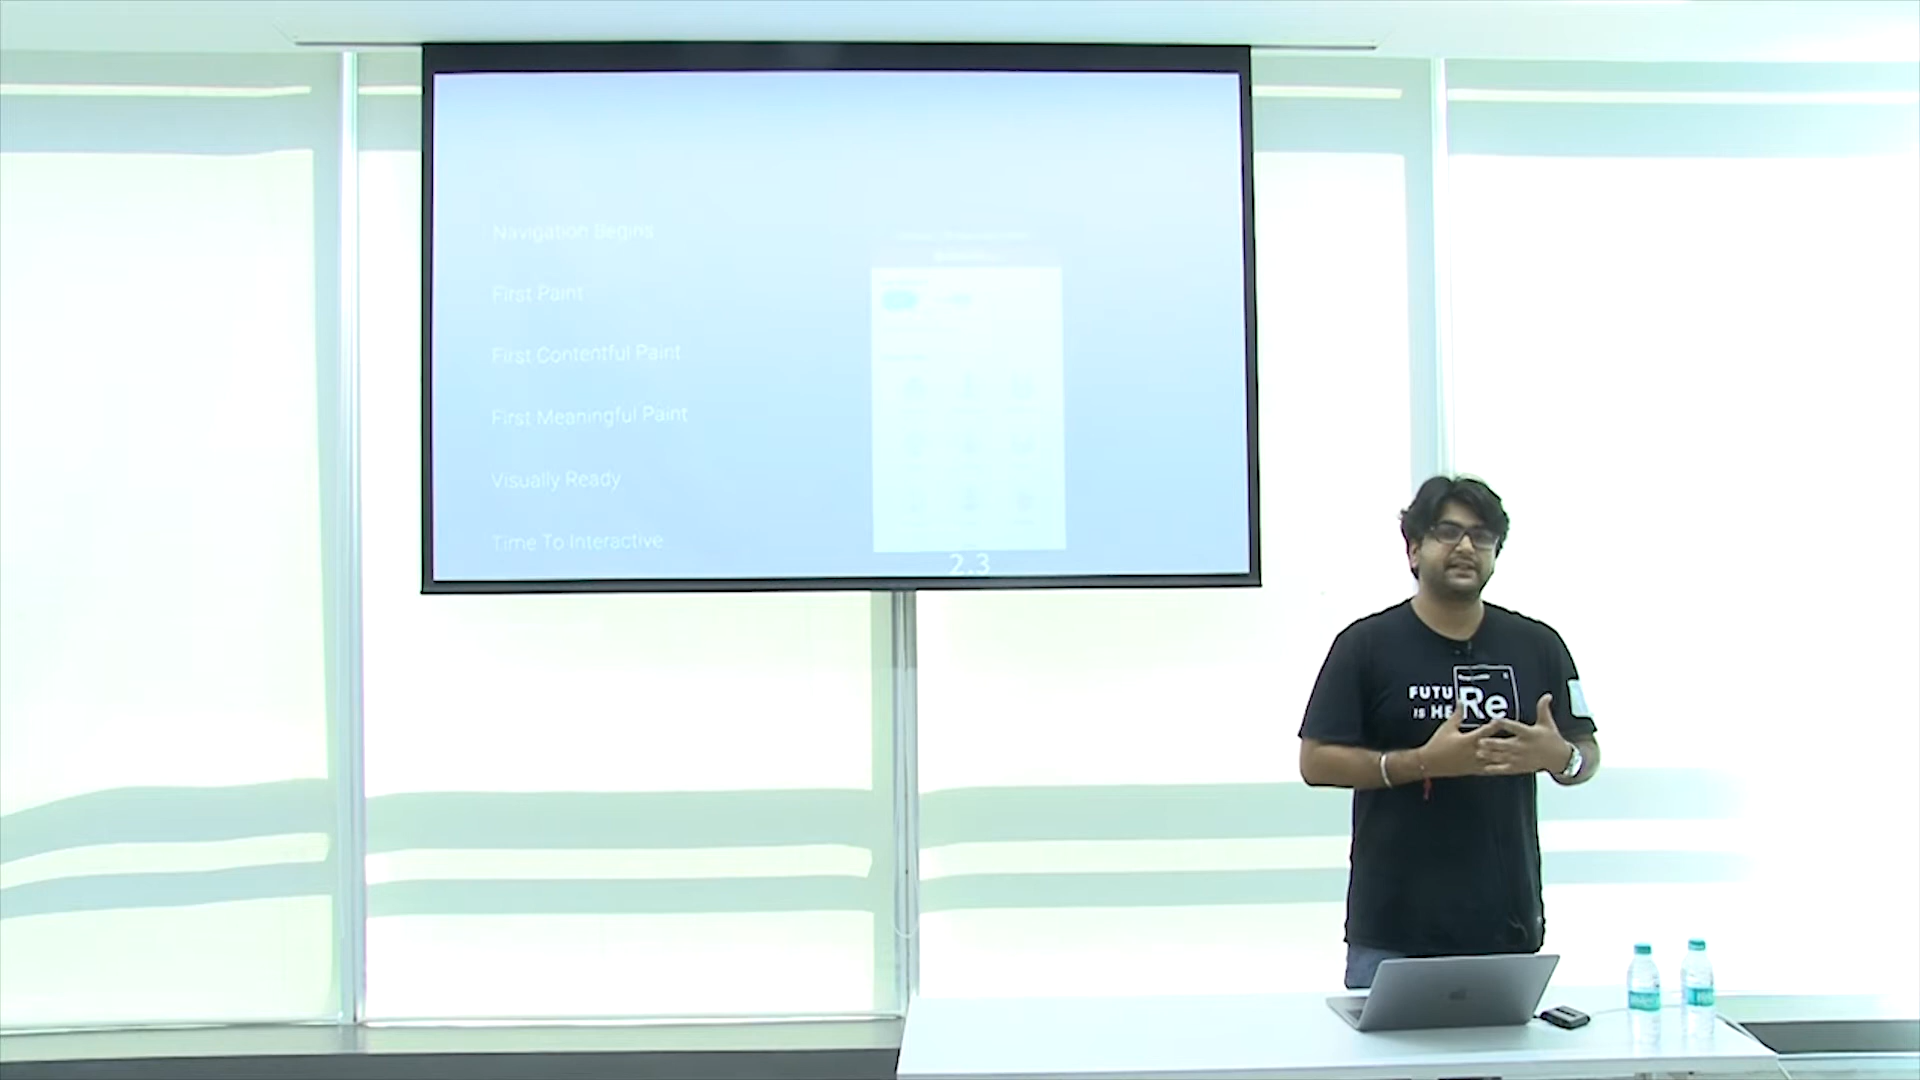 Navigation Begins
First Paint
First Contentful Paint
First Meaningful Paint
Visually Ready
Time To Interactive
2.3
FUTU Re
IS HE